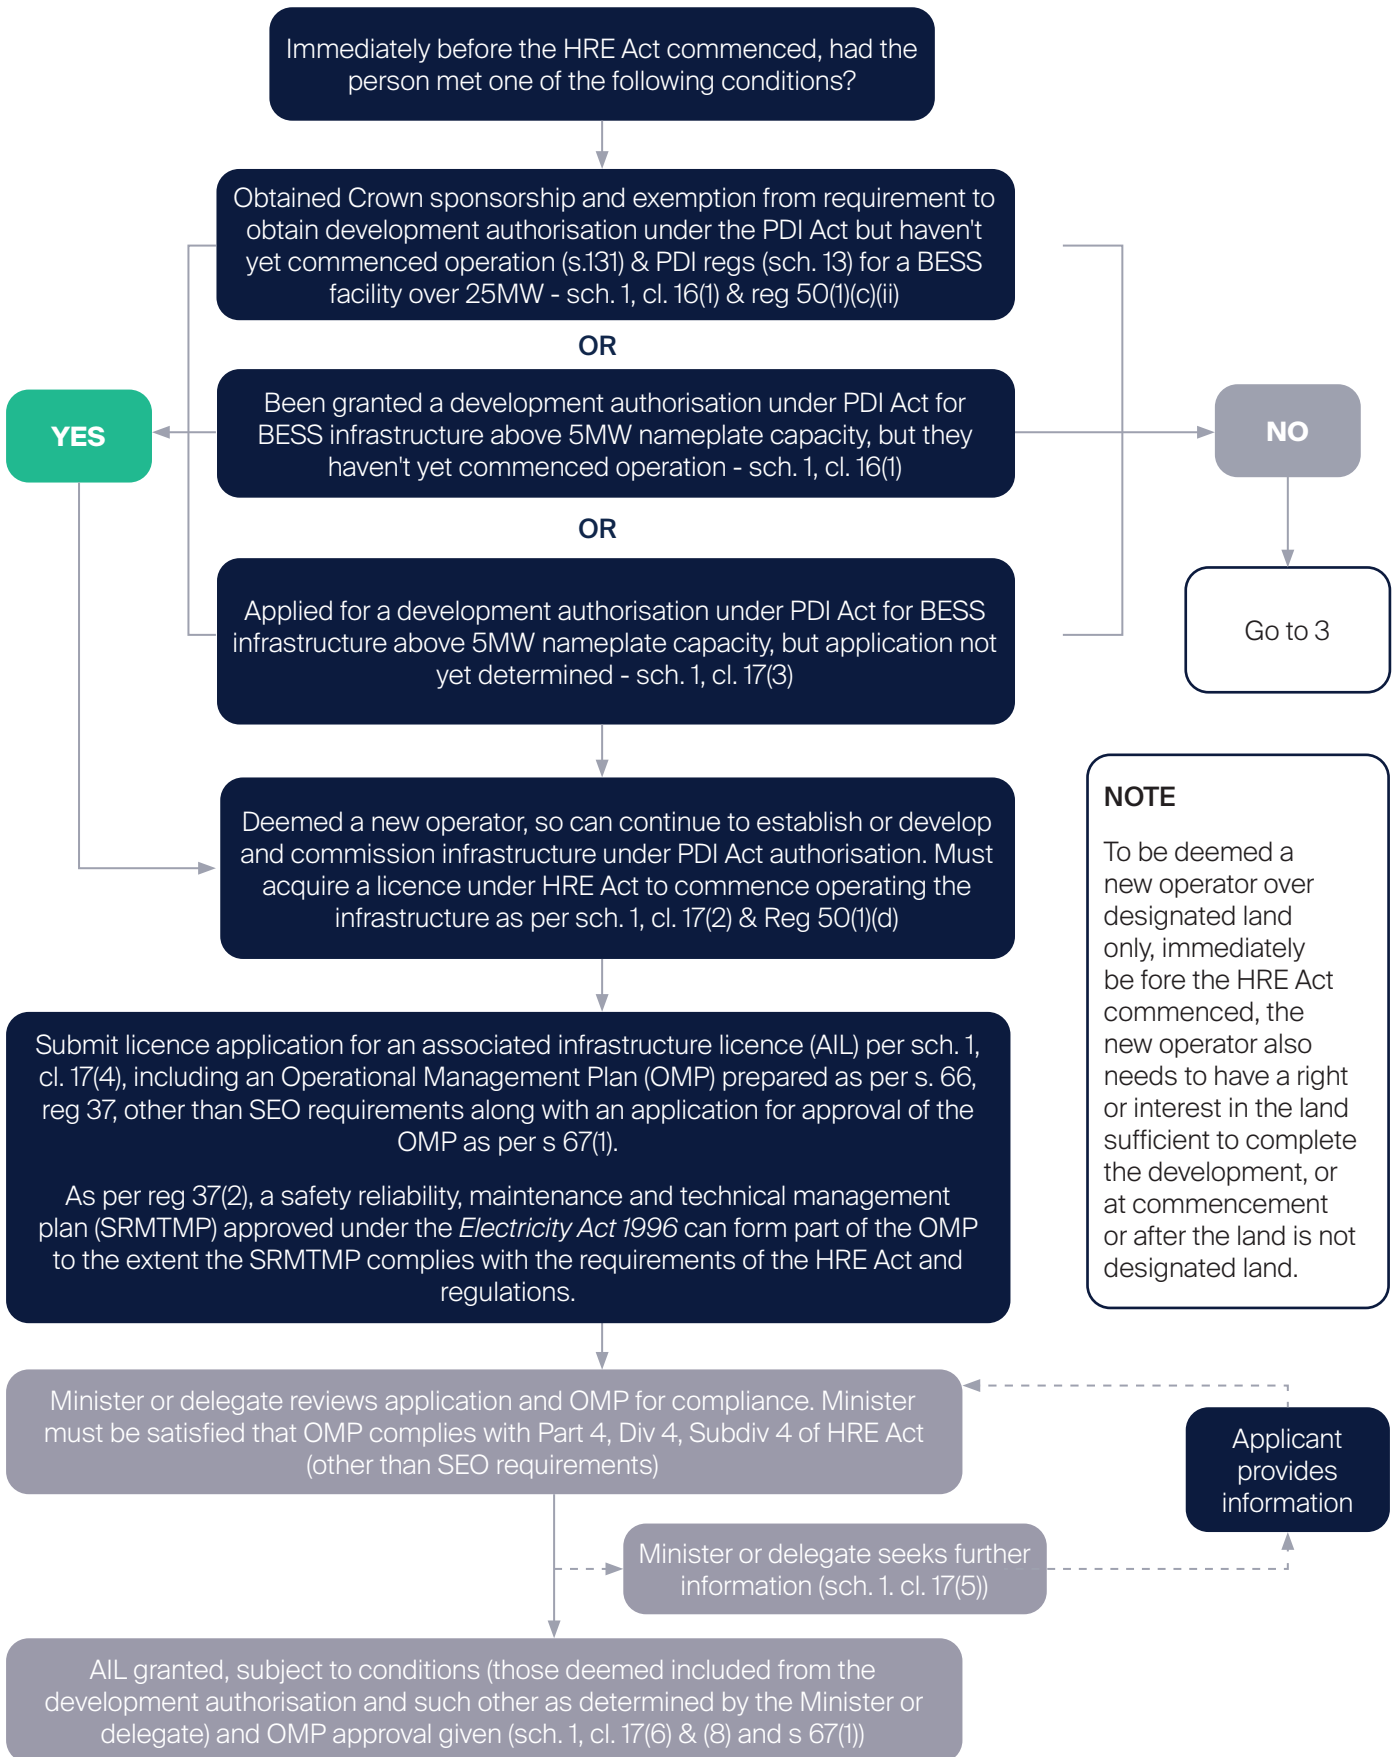 Immediately before the HRE Act commenced, had the
person met one of the following conditions?
Obtained Crown sponsorship and exemption from requirement to
obtain development authorisation under the PDI Act but haven't
yet commenced operation (s.131) & PDI regs (sch. 13) for a BESS
facility over 25MW - sch. 1, cl. 16(1) & reg 50(1)(c)(ii)
OR
Been granted a development authorisation under PDI Act for
BESS infrastructure above 5MW nameplate capacity, but they
haven't yet commenced operation - sch. 1, cl. 16(1)
YES
NO
OR
Applied for a development authorisation under PDI Act for BESS
infrastructure above 5MW nameplate capacity, but application not
yet determined - sch. 1, cl. 17(3)
Go to 3
Deemed a new operator, so can continue to establish or develop
and commission infrastructure under PDI Act authorisation. Must
acquire a licence under HRE Act to commence operating the
infrastructure as per sch. 1, cl. 17(2) & Reg 50(1)(d)
NOTE
To be deemed a
new operator over
designated land
only, immediately
be fore the HRE Act
commenced, the
new operator also
needs to have a right
or interest in the land
sufficient to complete
the development, or
at commencement
or after the land is not
designated land.
Submit licence application for an associated infrastructure licence (AIL) per sch. 1,
cl. 17(4), including an Operational Management Plan (OMP) prepared as per s. 66,
reg 37, other than SEO requirements along with an application for approval of the
OMP as per s 67(1).
As per reg 37(2), a safety reliability, maintenance and technical management
plan (SRMTMP) approved under the Electricity Act 1996 can form part of the OMP
to the extent the SRMTMP complies with the requirements of the HRE Act and
regulations.
Minister or delegate reviews application and OMP for compliance. Minister
must be satisfied that OMP complies with Part 4, Div 4, Subdiv 4 of HRE Act
(other than SEO requirements)
Applicant
provides
information
Minister or delegate seeks further
information (sch. 1. cl. 17(5))
AIL granted, subject to conditions (those deemed included from the
development authorisation and such other as determined by the Minister or
delegate) and OMP approval given (sch. 1, cl. 17(6) & (8) and s 67(1))